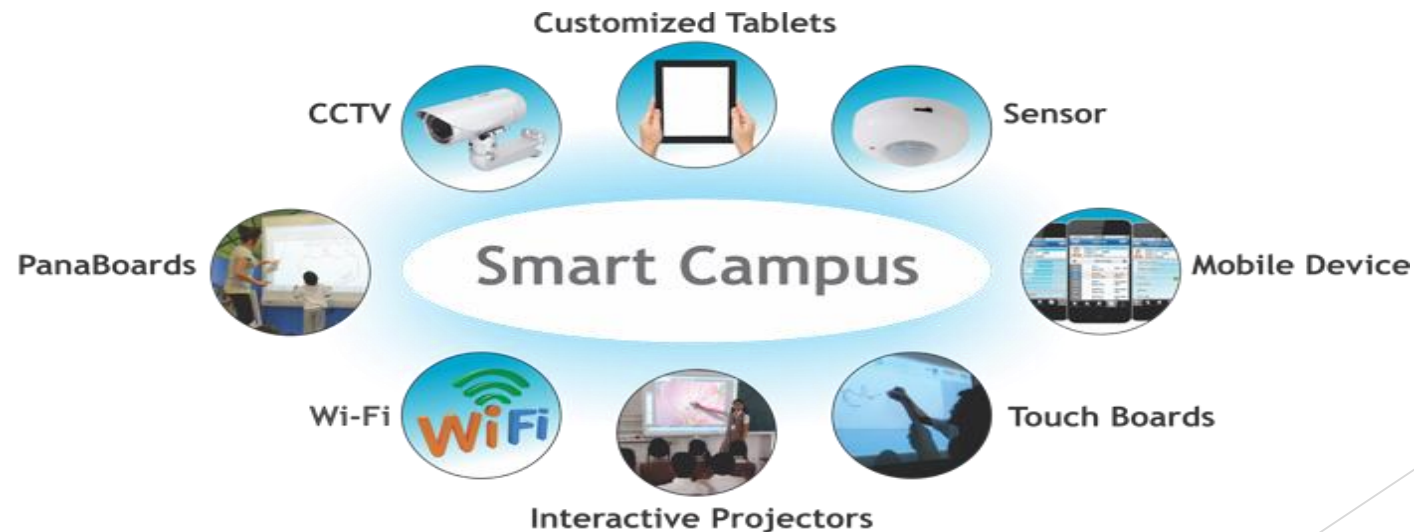 Customized Tablets
CCTV
Sensor
PanaBoards
Smart Campus
Mobile Device
Wi-Fi
WiFi
Touch Boards
Interactive Projectors